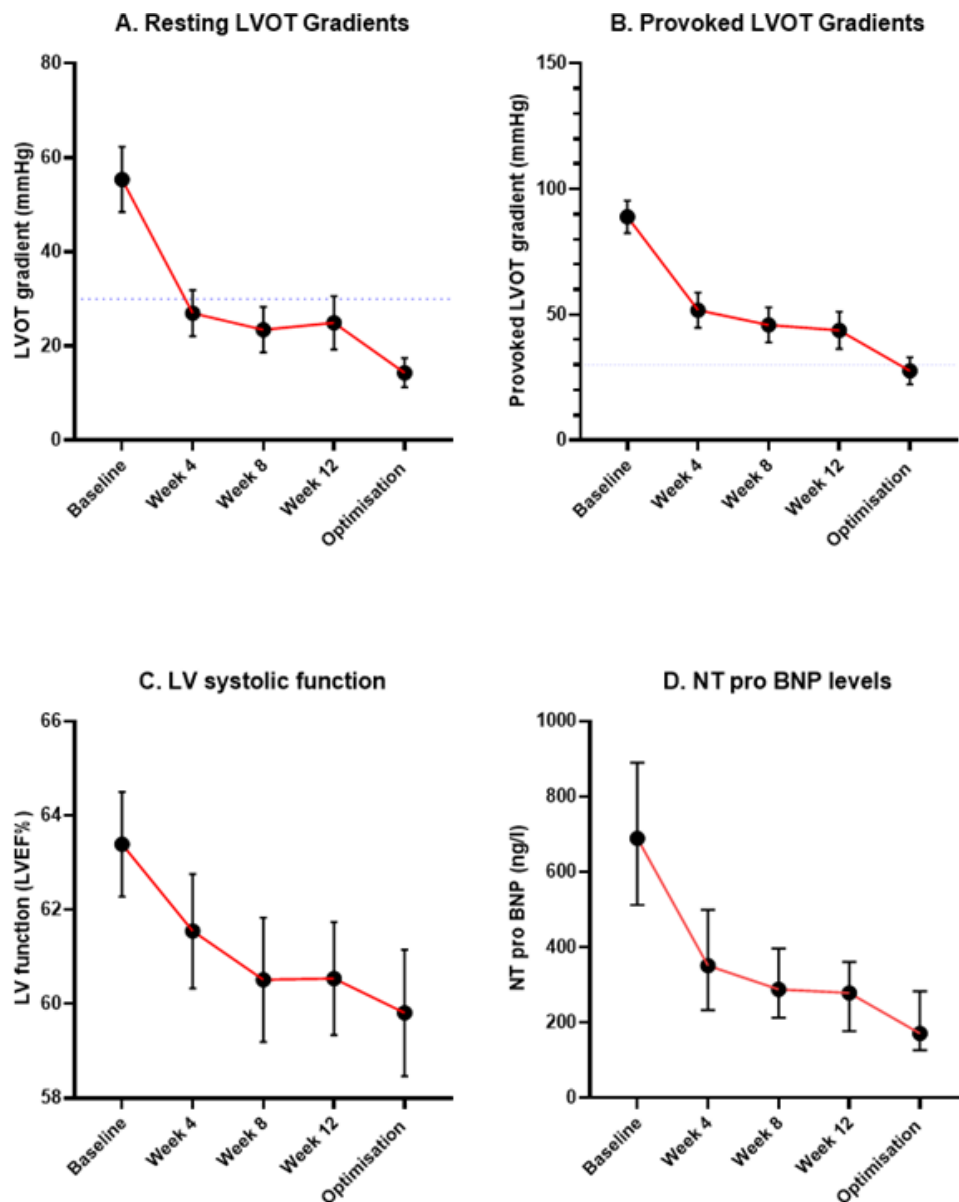 A. Resting LVOT Gradients
LVOT gradient (mmHg)
80
60
40
20
0
Baseline
Week 4
Week 8
Week 12
Optimisation
B. Provoked LVOT Gradients
Provoked LVOT gradient (mmHg)
150
100
50
0
Baseline
Week 4
Week 8
Week 12
Optimisation
C. LV systolic function
LV function (LVEF%)
66
64
62
60
58
Baseline
Week 4
Week 8
Week 12
Optimisation
D. NT pro BNP levels
NT pro BNP (ng/l)
1000
800
600
400
200
0
Baseline
Week 4
Week 8
Week 12
Optimisation